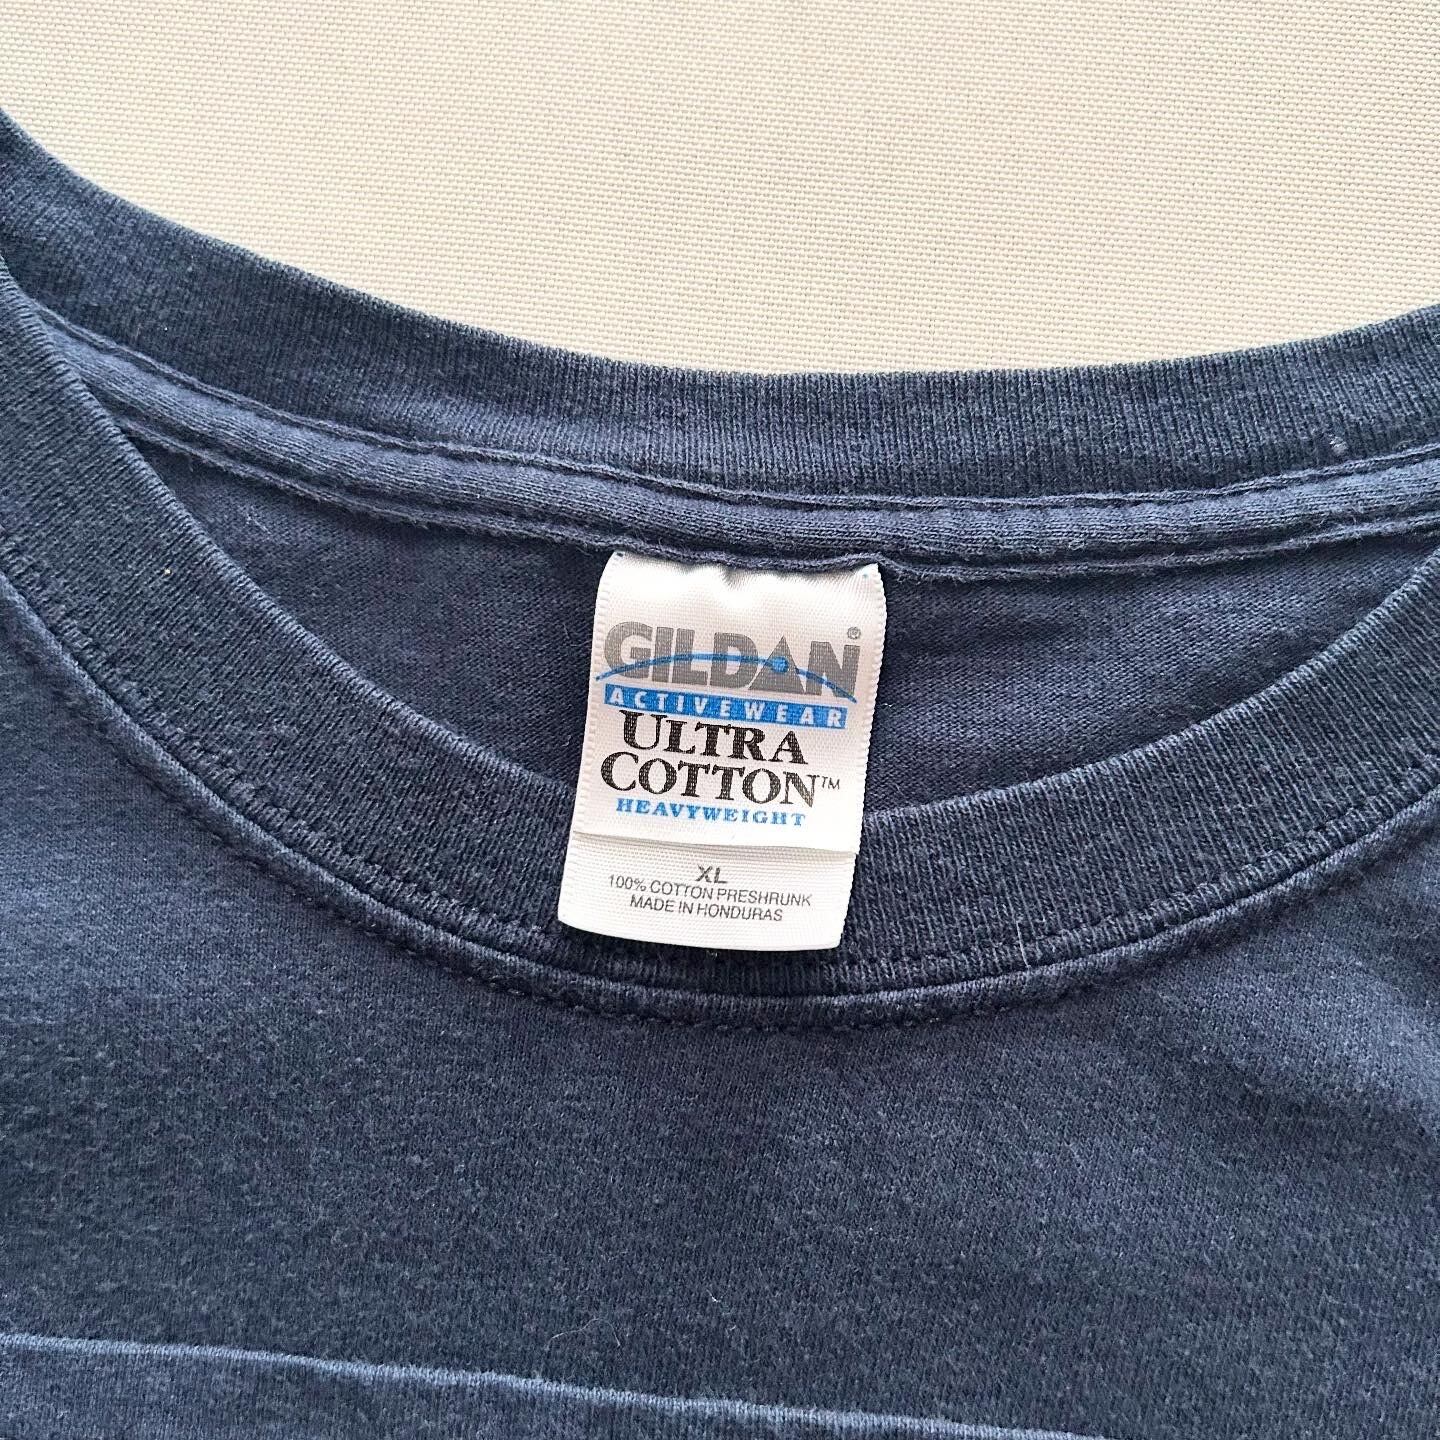 GILDAN®
ACTIVEWEAR
ULTRA
COTTON™
HEAVYWEIGHT
XL
100% COTTON PRESHRUNK
MADE IN HONDURAS